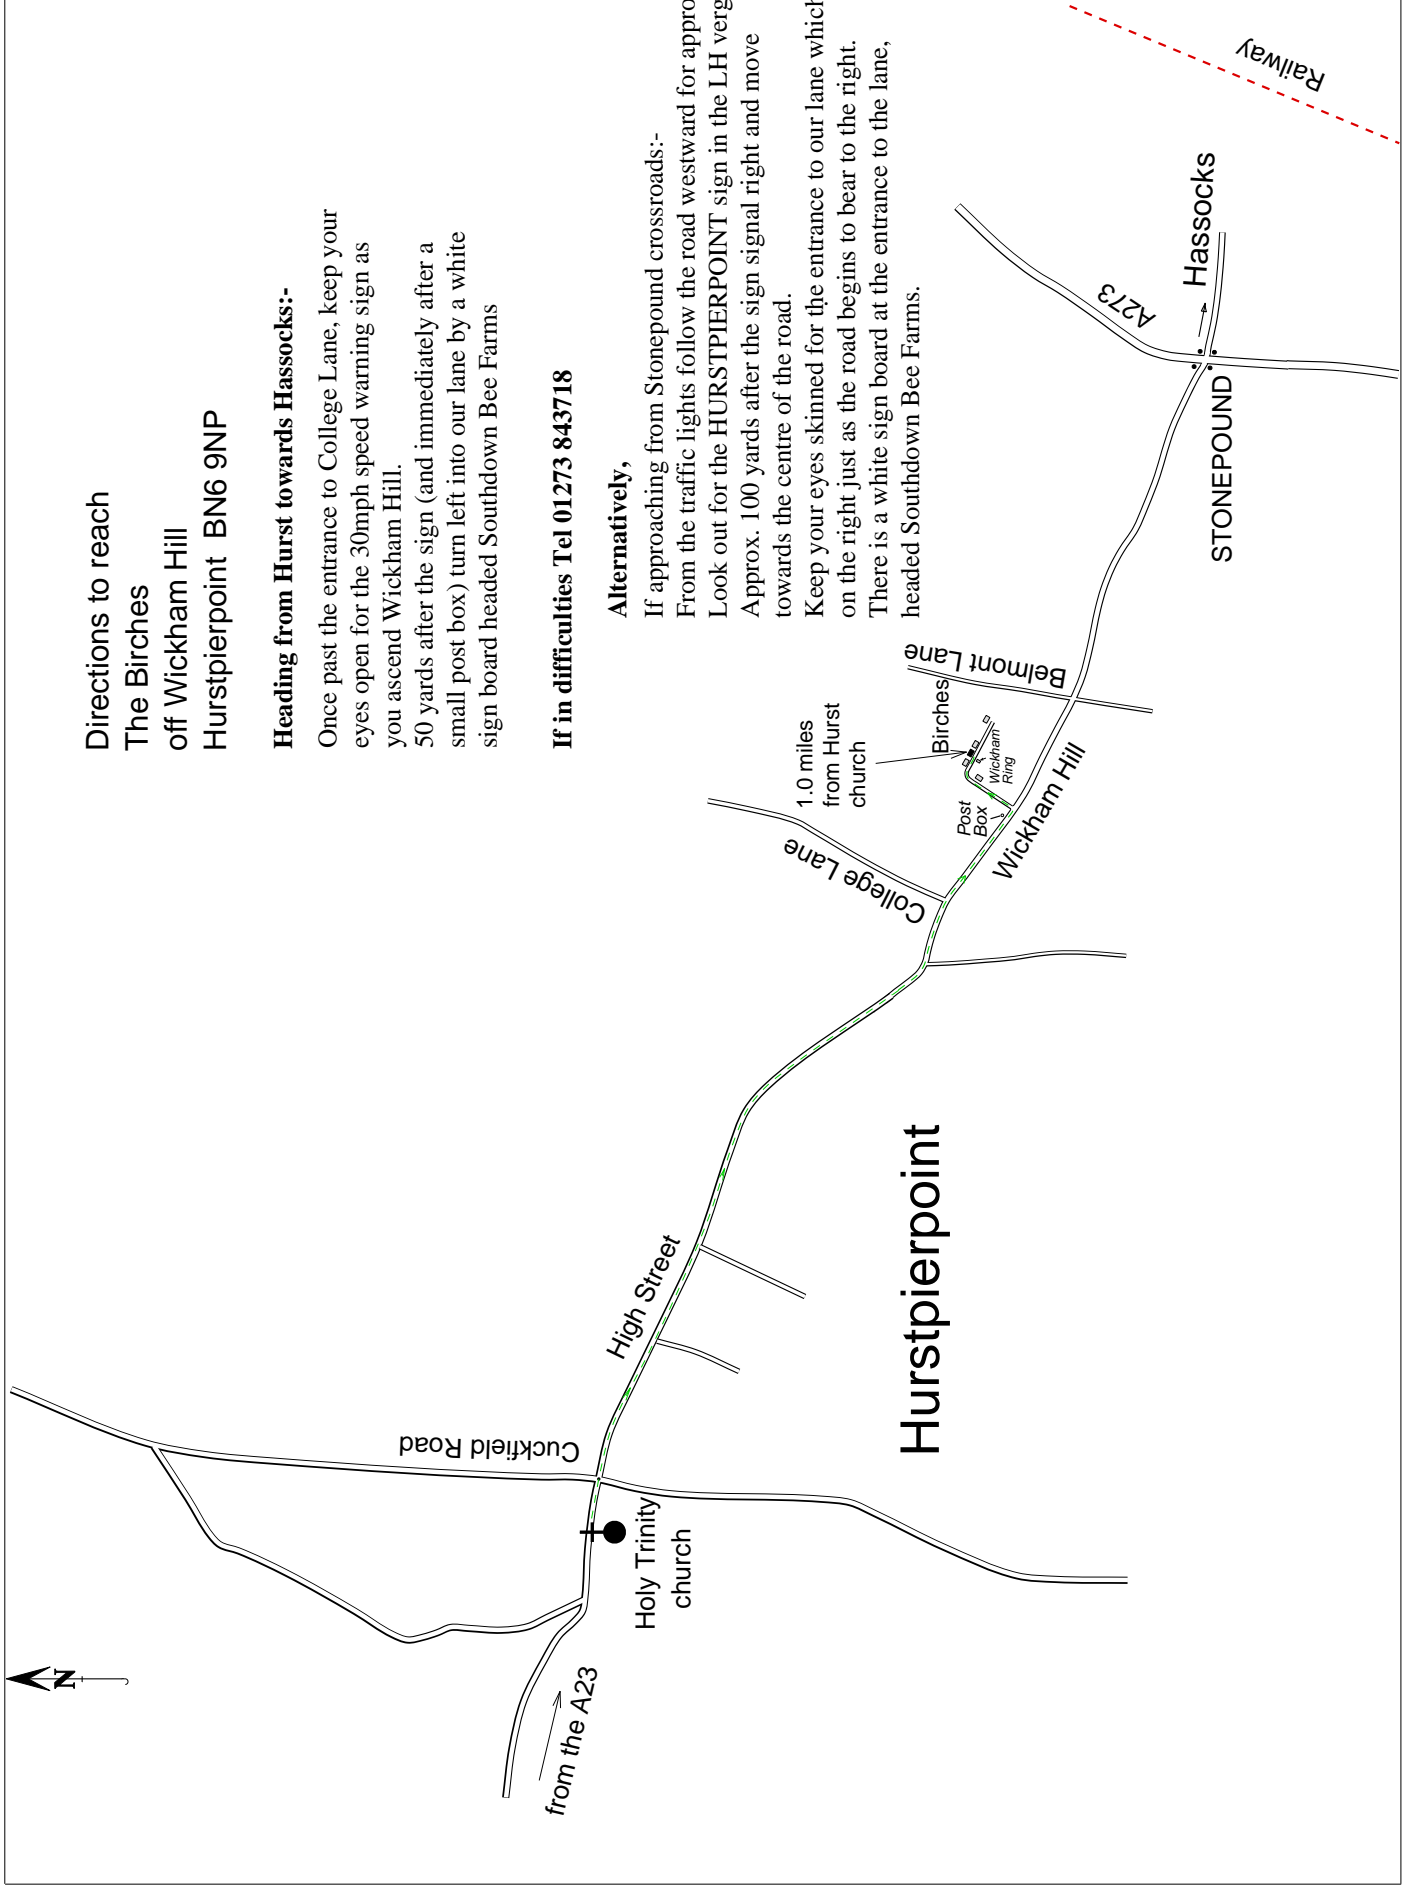 Directions to reach
The Birches
off Wickham Hill
Hurstpierpoint BN6 9NP
Heading from Hurst towards Hassocks:-
Once past the entrance to College Lane, keep your
eyes open for the 30mph speed warning sign as
you ascend Wickham Hill.
50 yards after the sign (and immediately after a
small post box) turn left into our lane by a white
sign board headed Southdown Bee Farms
If in difficulties Tel 01273 843718
Alternatively,
If approaching from Stonepound crossroads:-
From the traffic lights follow the road westward for appro
Look out for the HURSTPIERPOINT sign in the LH verg
Approx. 100 yards after the sign signal right and move
towards the centre of the road.
Keep your eyes skinned for the entrance to our lane which
on the right just as the road begins to bear to the right.
There is a white sign board at the entrance to the lane,
headed Southdown Bee Farms.
N
from the A23
Holy Trinity
church
Cuckfield Road
High Street
Hurstpierpoint
College Lane
1.0 miles
from Hurst
church
Birches
Wickham
Ring
Post
Box
Wickham Hill
Belmont Lane
STONEPOUND
A273
Hassocks
Railway